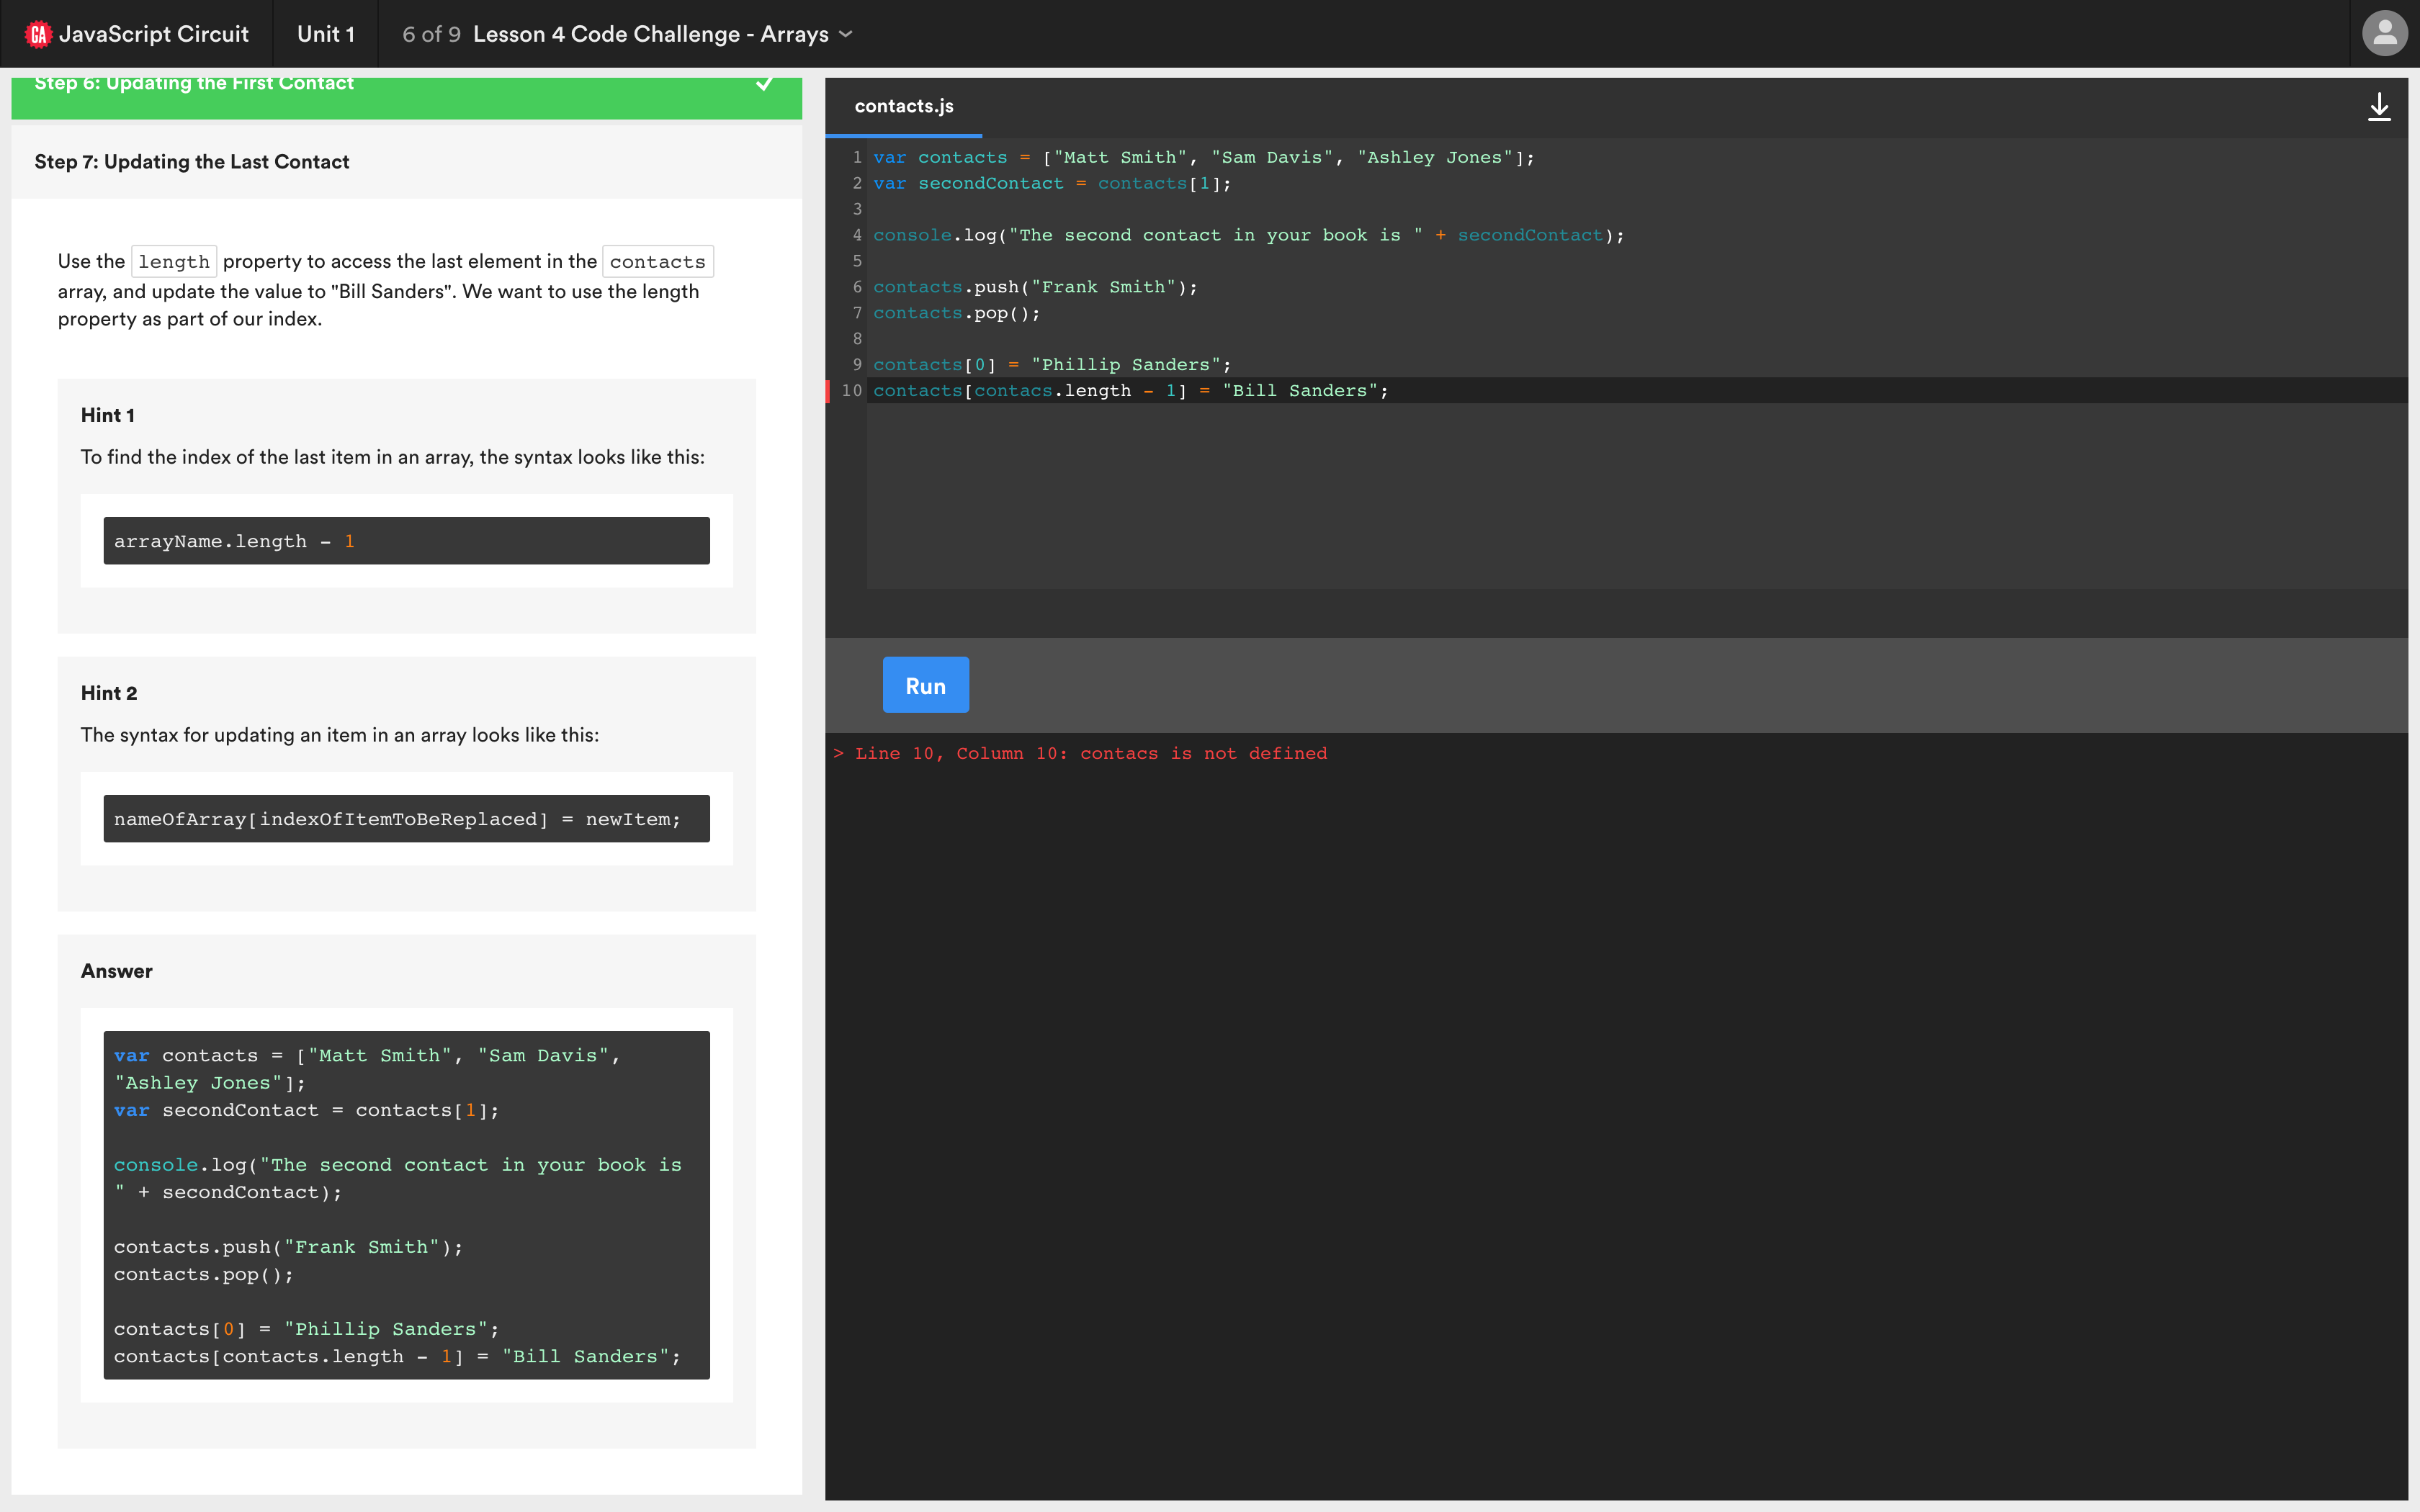 GA JavaScript Circuit Unit 1 6 of 9 Lesson 4 Code Challenge - Arrays
Step 6: Updating the First Contact
Step 7: Updating the Last Contact
Use the length property to access the last element in the contacts
array, and update the value to "Bill Sanders". We want to use the length
property as part of our index.
Hint 1
To find the index of the last item in an array, the syntax looks like this:
arrayName.length - 1
Hint 2
The syntax for updating an item in an array looks like this:
nameOfArray[indexOfItemToBeReplaced] = newItem;
Answer
var contacts = ["Matt Smith", "Sam Davis",
"Ashley Jones"];
var secondContact = contacts[1];
console.log("The second contact in your book is
" + secondContact);
contacts.push("Frank Smith");
contacts.pop();
contacts[0] = "Phillip Sanders";
contacts[contacts.length - 1] = "Bill Sanders";
contacts.js
1 var contacts = ["Matt Smith", "Sam Davis", "Ashley Jones"];
2 var secondContact = contacts[1];
3
4 console.log("The second contact in your book is " + secondContact);
5
6 contacts.push("Frank Smith");
7 contacts.pop();
8
9 contacts[0] = "Phillip Sanders";
10 contacts[contacs.length - 1] = "Bill Sanders";
Run
> Line 10, Column 10: contacs is not defined